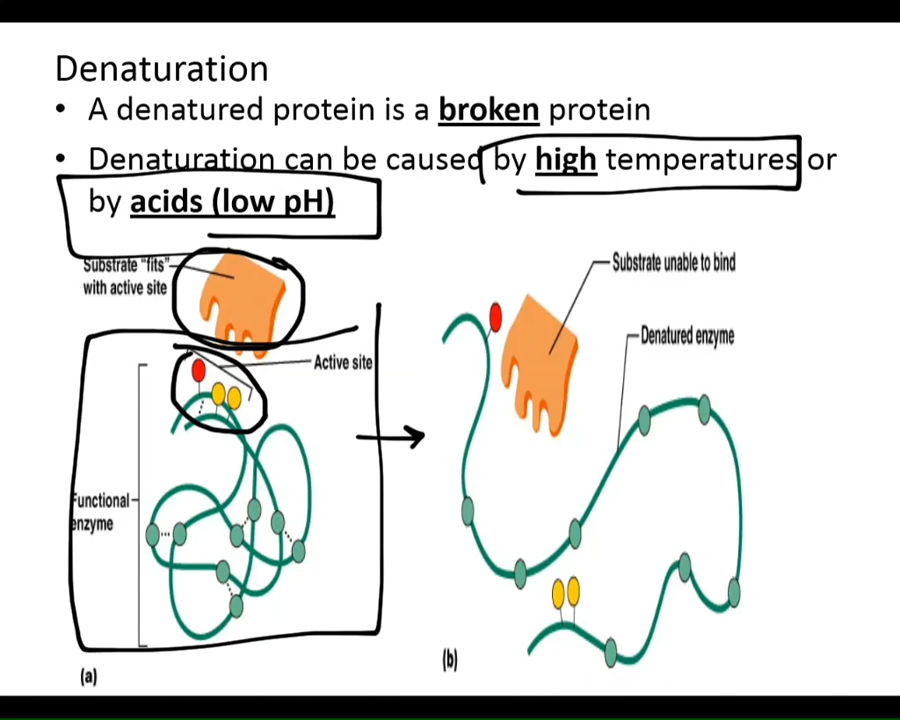 Denaturation
• A denatured protein is a broken protein
• Denaturation can be caused by high temperatures or
by acids (low pH)
Substrate "fits"
with active site
Active site
Functional
enzyme
(a)
Substrate unable to bind
Denatured enzyme
(b)